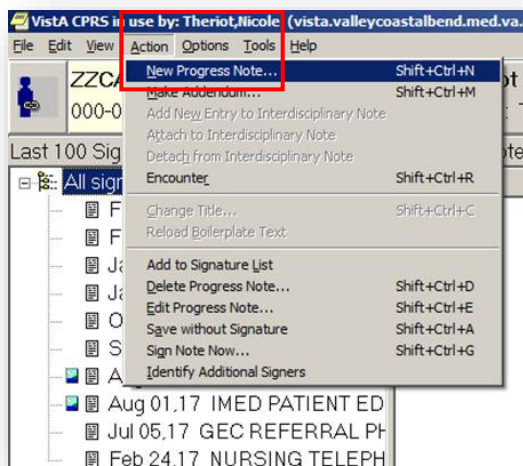 VistA CPRS in use by: Theriot,Nicole (vista.valleycoastalbend.med.va.
File Edit View Action Options Tools Help
ZZCA
000-0
New Progress Note... Shift+Ctrl+N
Make Addendum... Shift+Ctrl+M
Add New Entry to Interdisciplinary Note
Attach to Interdisciplinary Note
Detach from Interdisciplinary Note
Encounter Shift+Ctrl+R
Change Title... Shift+Ctrl+C
Reload Boilerplate Text
Add to Signature List
Delete Progress Note... Shift+Ctrl+D
Edit Progress Note... Shift+Ctrl+E
Save without Signature Shift+Ctrl+A
Sign Note Now... Shift+Ctrl+G
Identify Additional Signers
Last 100 Sig
All sign
F
F
Ja
Ja
O
S
A
Aug 01,17 IMED PATIENT ED
Jul 05,17 GEC REFERRAL PH
Feb 24,17 NURSING TELEPH